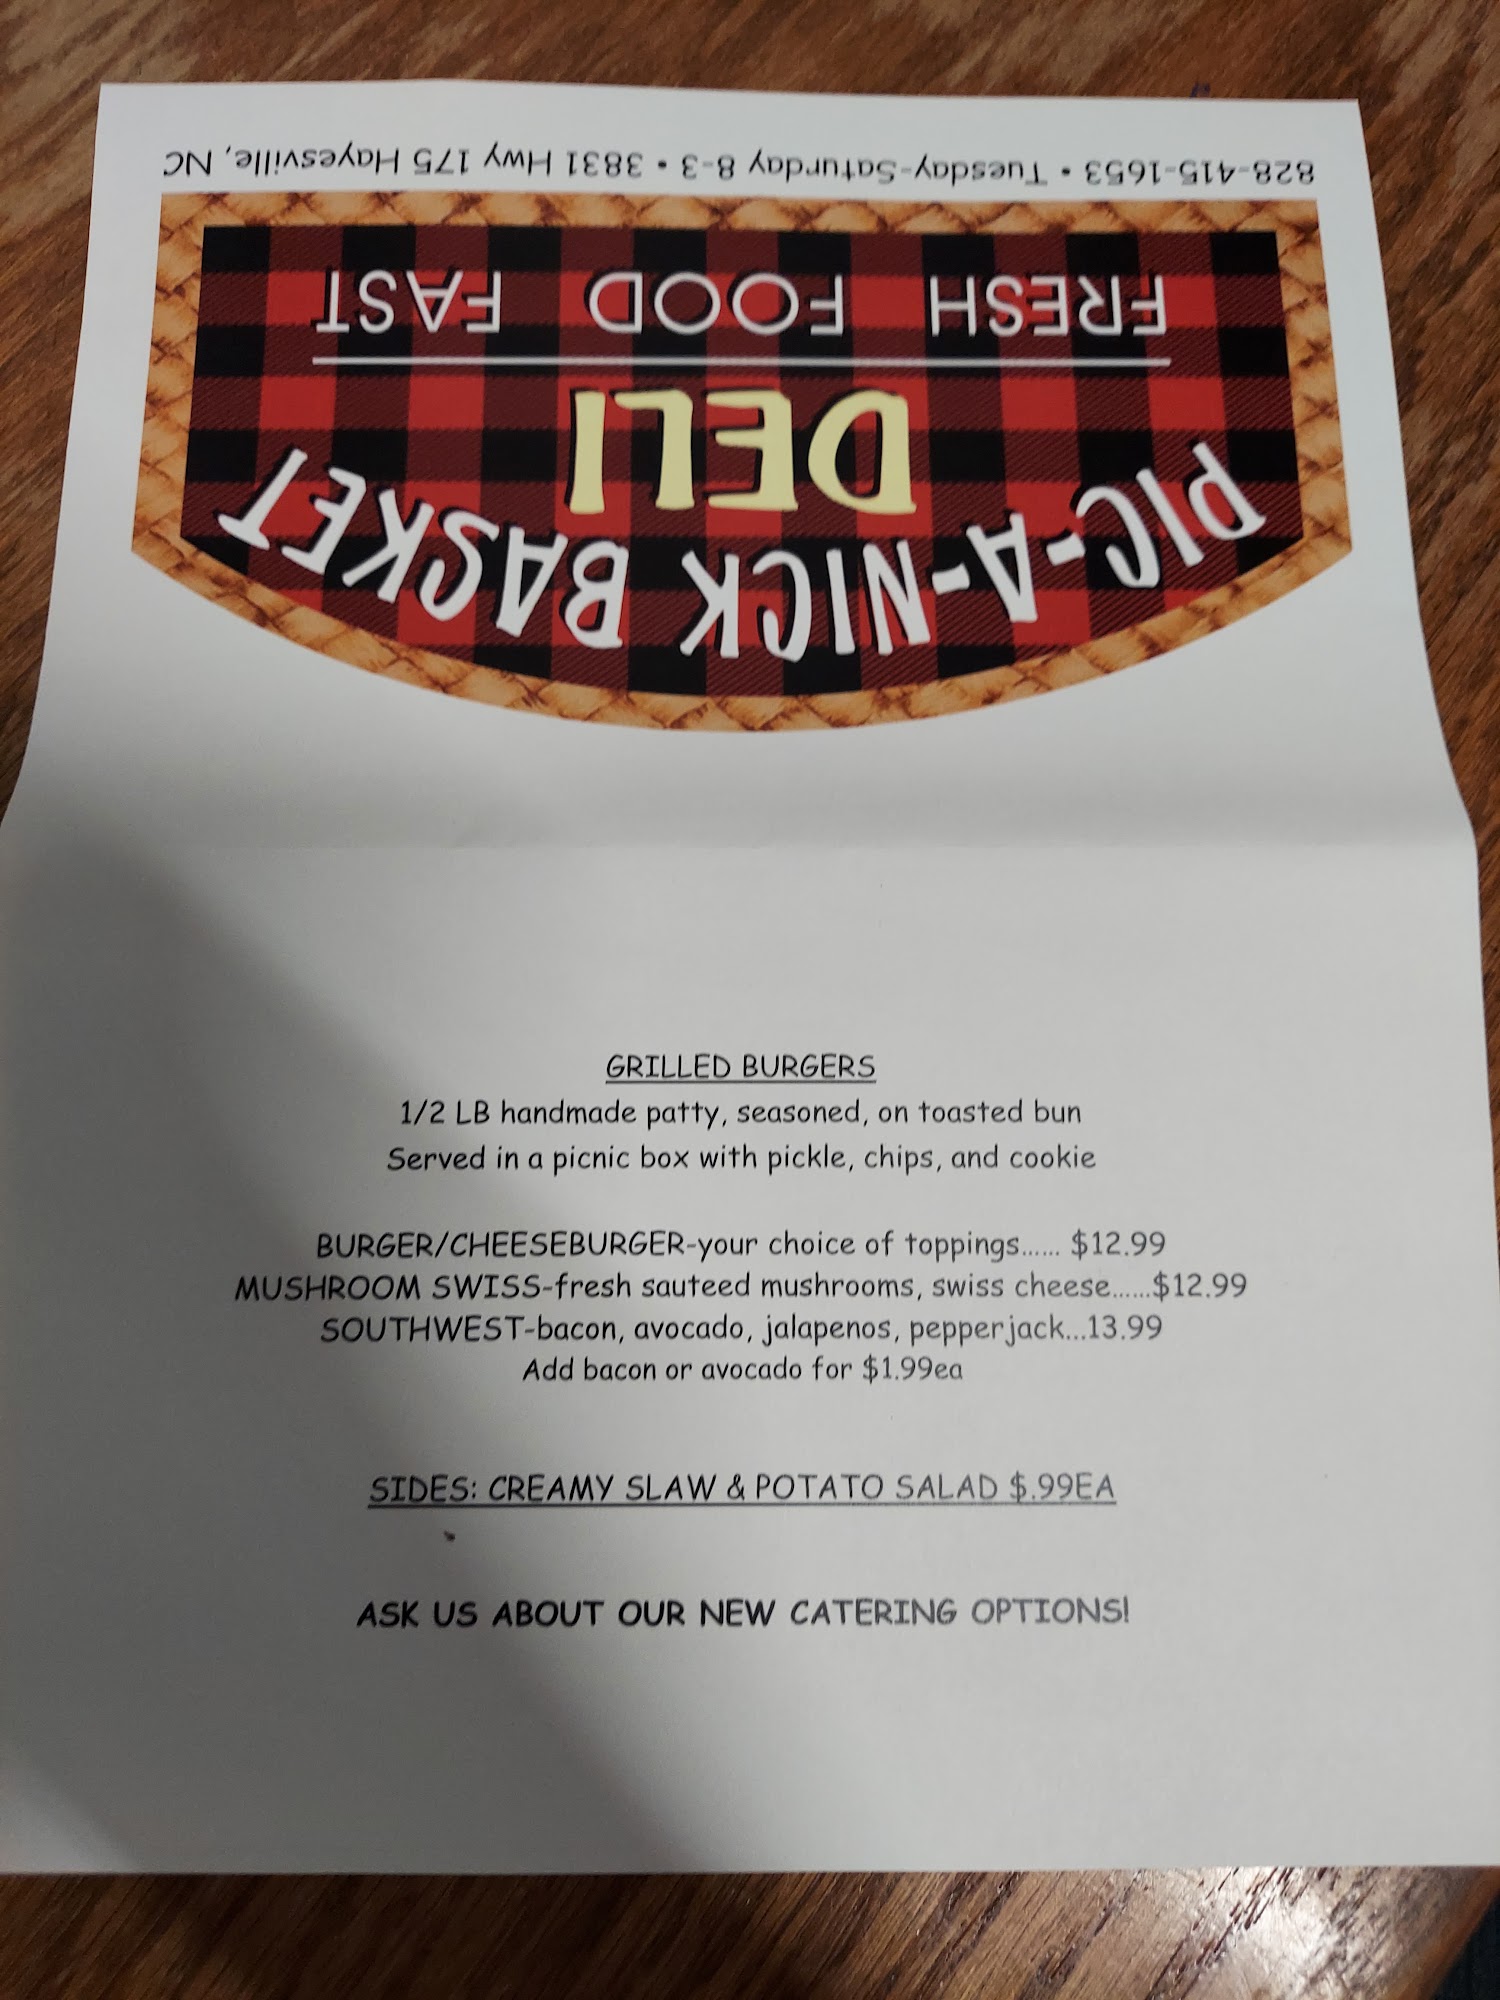 PIC-A-NICK BASKET
DELI
FRESH FOOD FAST
828-415-1653 • Tuesday-Saturday 8-3 • 3831 Hwy 175 Hayesville, NC
GRILLED BURGERS
1/2 LB handmade patty, seasoned, on toasted bun
Served in a picnic box with pickle, chips, and cookie
BURGER/CHEESEBURGER-your choice of toppings...... $12.99
MUSHROOM SWISS-fresh sauteed mushrooms, swiss cheese......$12.99
SOUTHWEST-bacon, avocado, jalapenos, pepperjack...13.99
Add bacon or avocado for $1.99ea
SIDES: CREAMY SLAW & POTATO SALAD $.99EA
ASK US ABOUT OUR NEW CATERING OPTIONS!